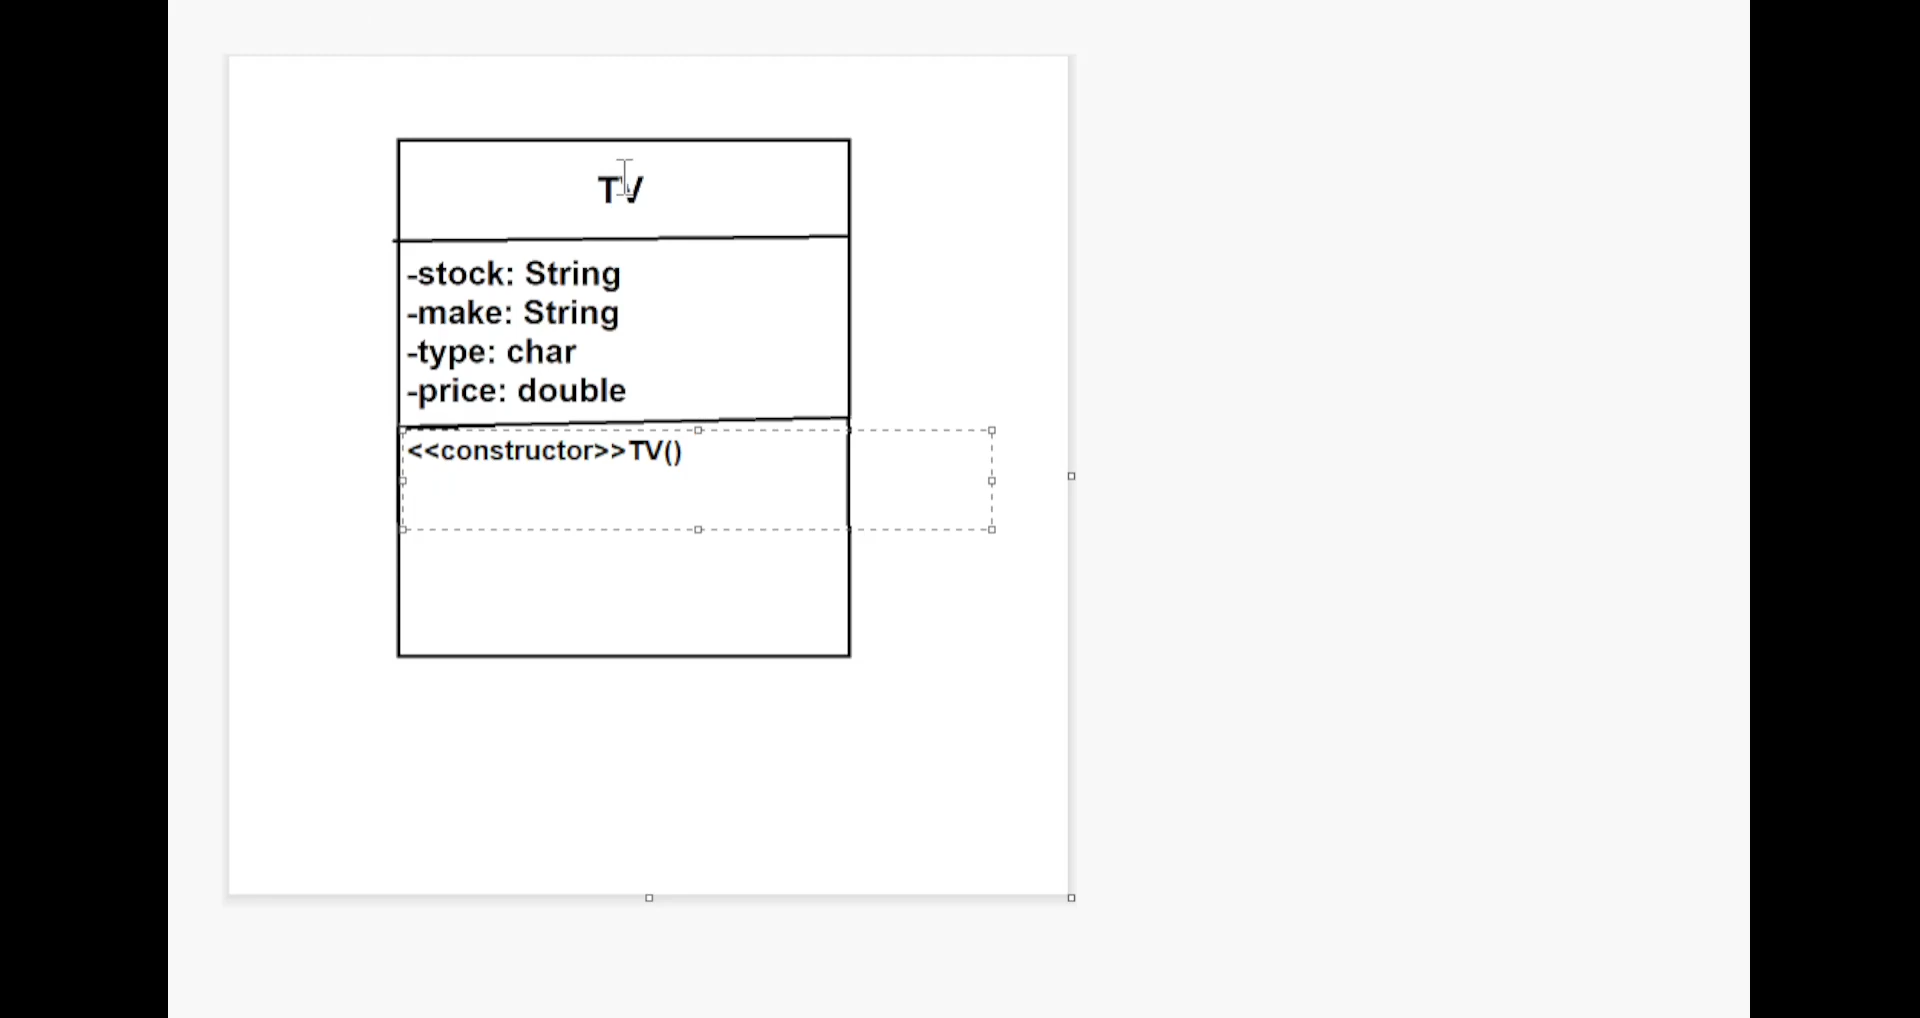 TV
-stock: String
-make: String
-type: char
-price: double
<<constructor>>TV()